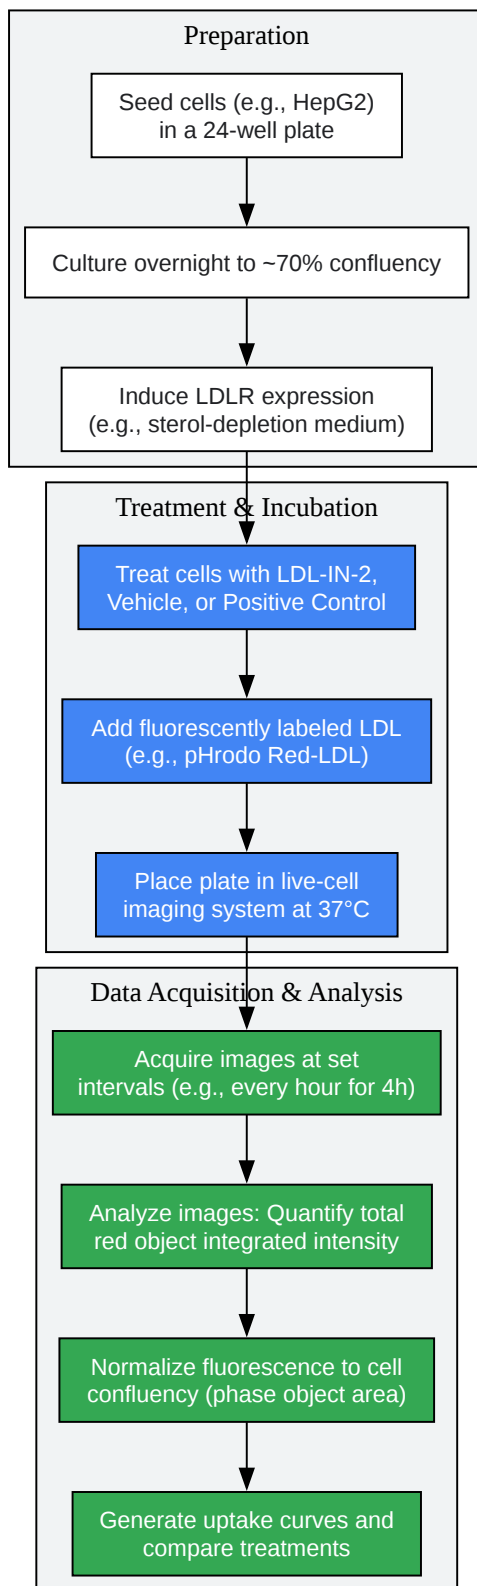 Preparation
Seed cells (e.g., HepG2)
in a 24-well plate
Culture overnight to ~70% confluency
Induce LDLR expression
(e.g., sterol-depletion medium)
Treatment & Incubation
Treat cells with LDL-IN-2,
Vehicle, or Positive Control
Add fluorescently labeled LDL
(e.g., pHrodo Red-LDL)
Place plate in live-cell
imaging system at 37°C
Data Acquisition & Analysis
Acquire images at set
intervals (e.g., every hour for 4h)
Analyze images: Quantify total
red object integrated intensity
Normalize fluorescence to cell
confluency (phase object area)
Generate uptake curves and
compare treatments